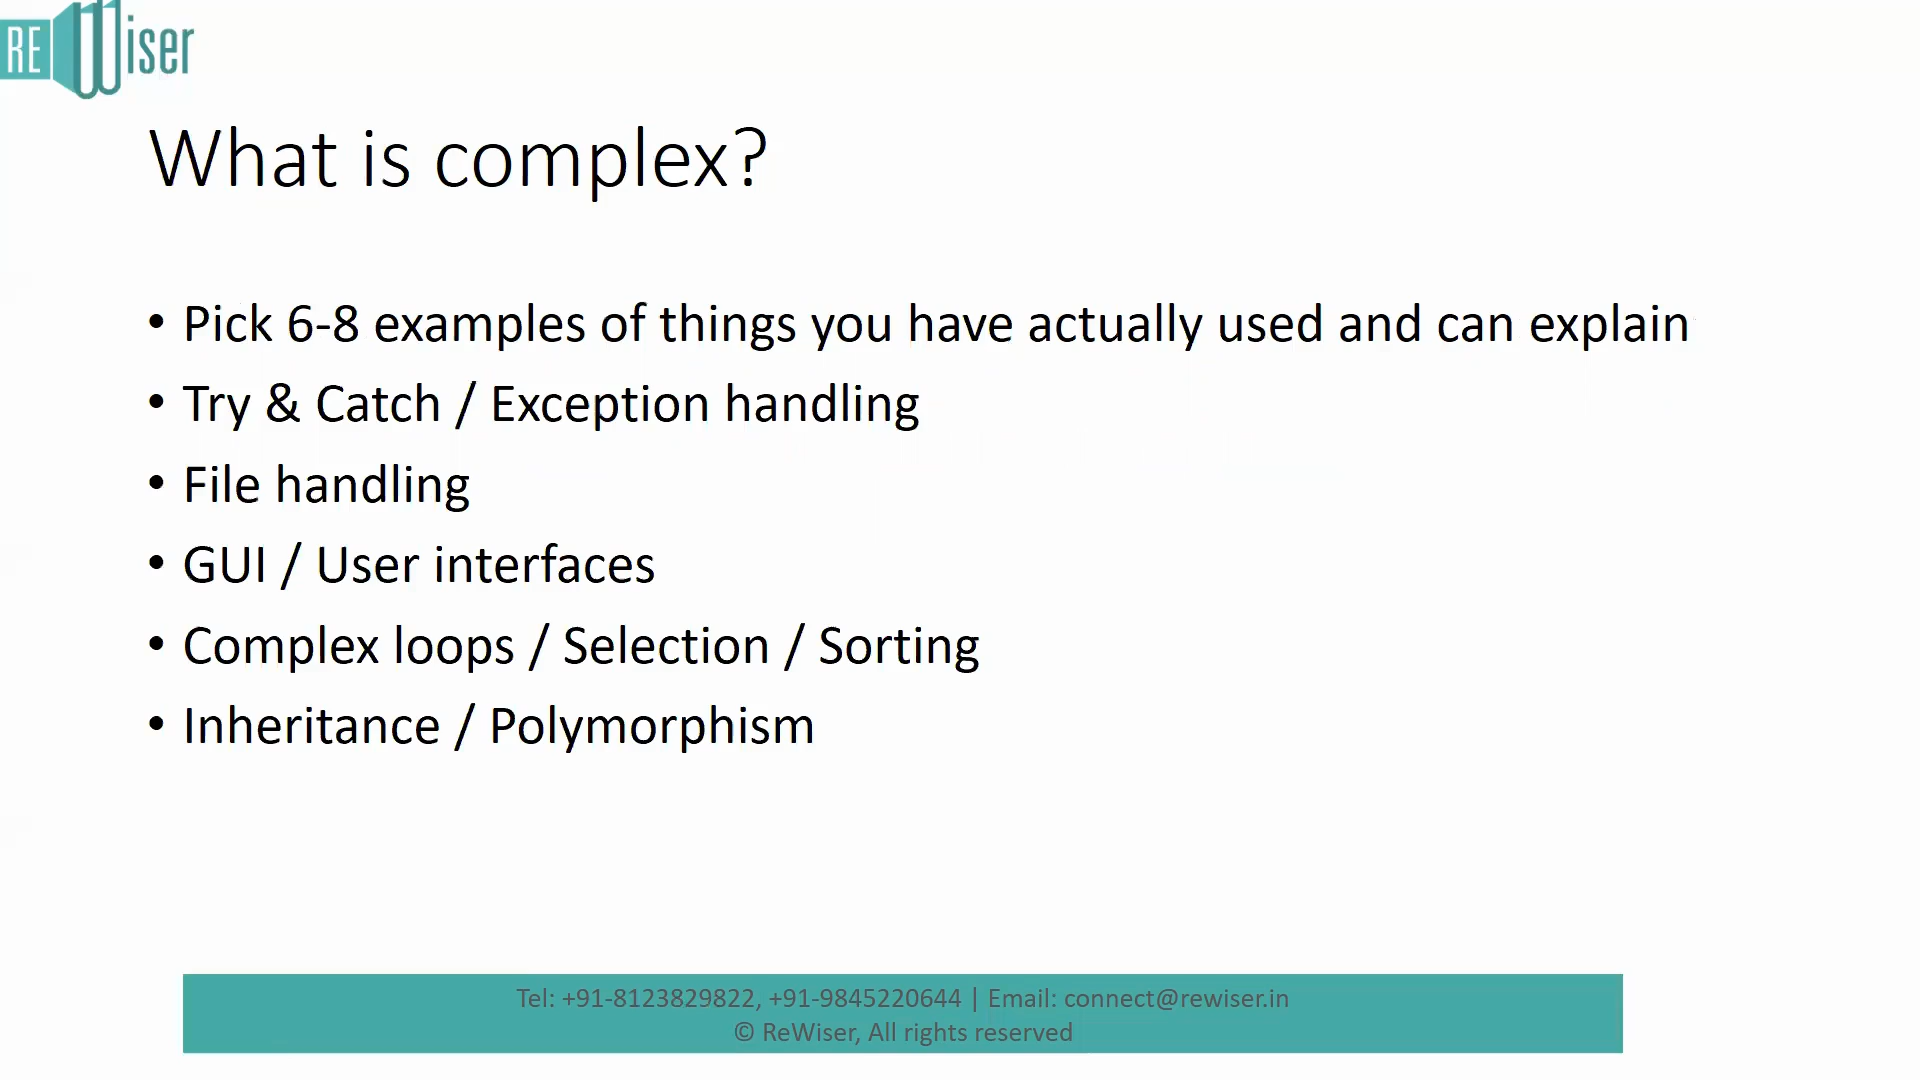 REWiser
What is complex?
• Pick 6-8 examples of things you have actually used and can explain
• Try & Catch / Exception handling
• File handling
• GUI / User interfaces
• Complex loops / Selection / Sorting
• Inheritance / Polymorphism
Tel: +91-8123829822, +91-9845220644 | Email: connect@rewiser.in
© ReWiser, All rights reserved